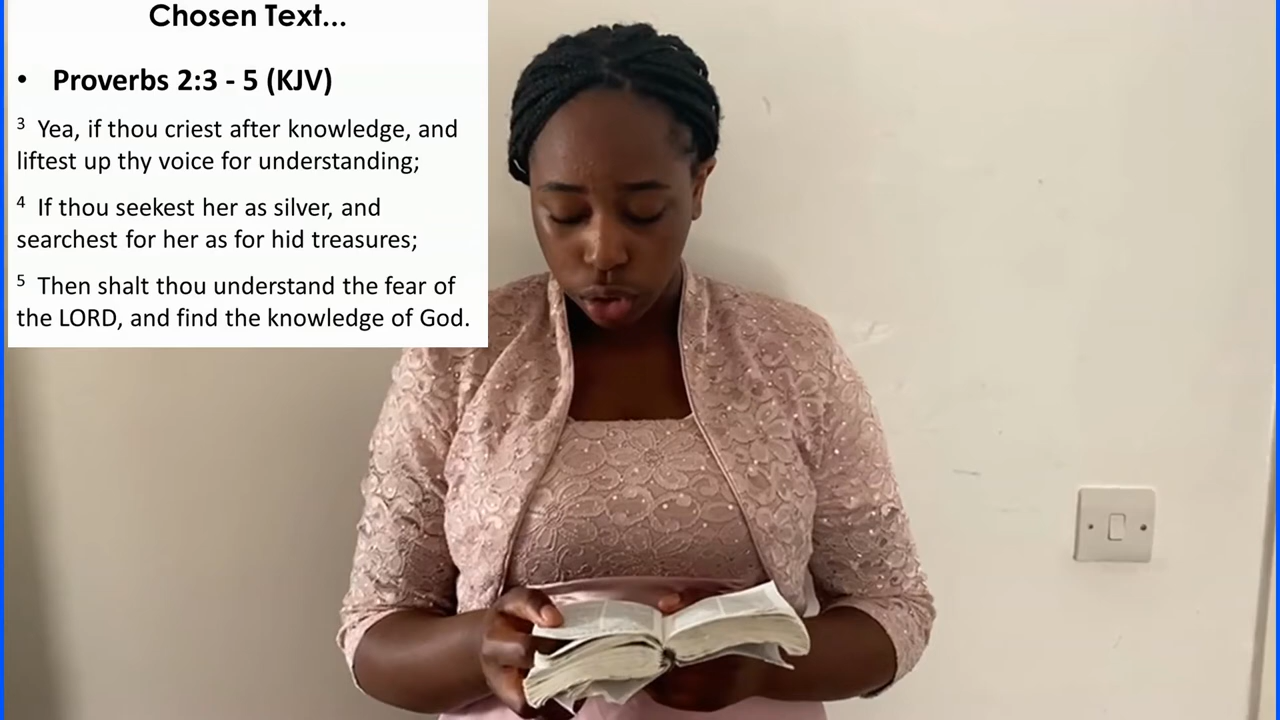 Chosen Text...
• Proverbs 2:3 - 5 (KJV)
3 Yea, if thou criest after knowledge, and
liftest up thy voice for understanding;
4 If thou seekest her as silver, and
searchest for her as for hid treasures;
5 Then shalt thou understand the fear of
the LORD, and find the knowledge of God.